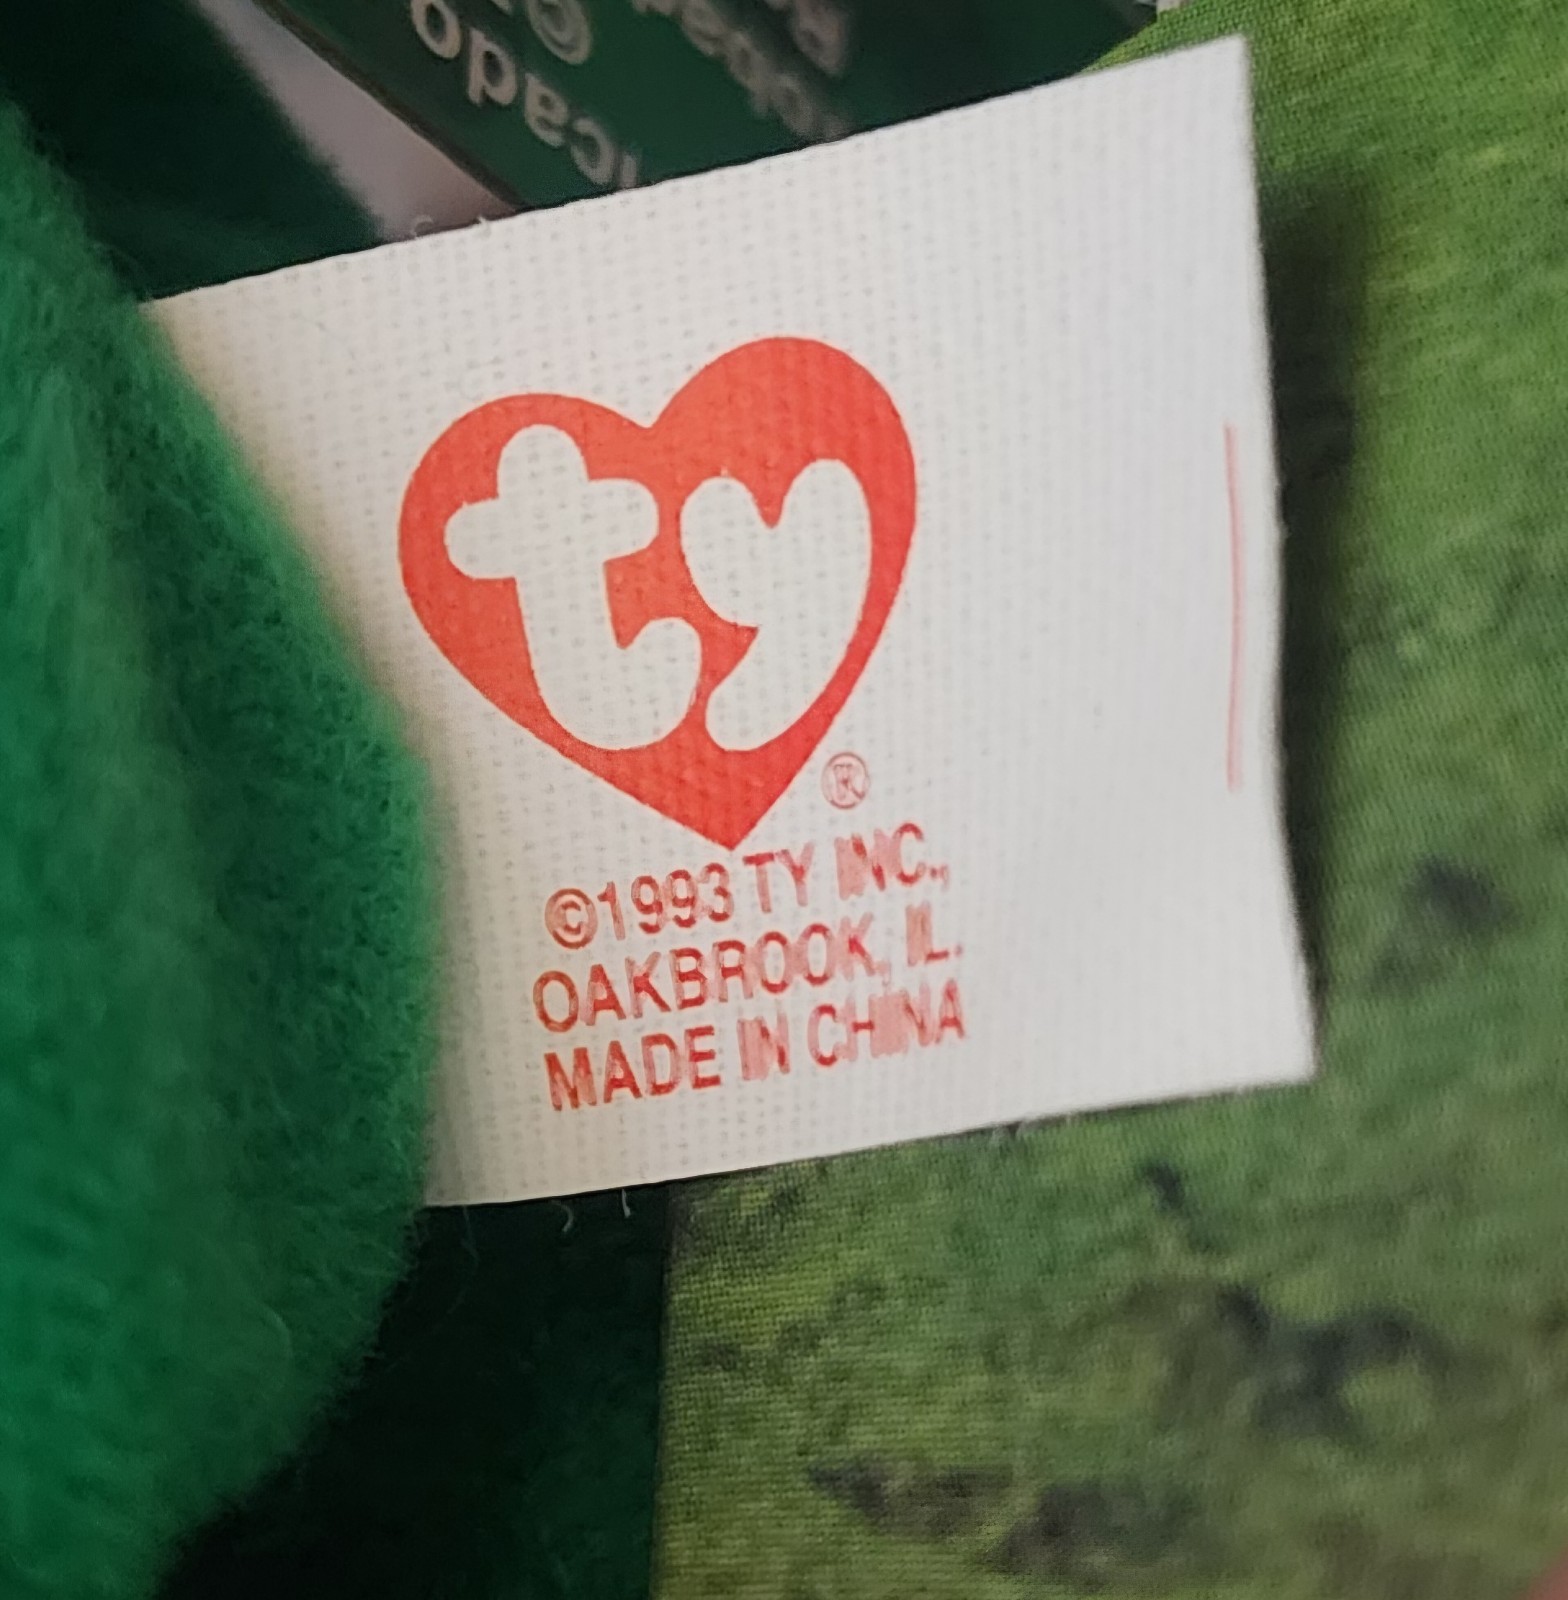 ty
®
©1993 TY INC.,
OAKBROOK, IL.
MADE IN CHINA